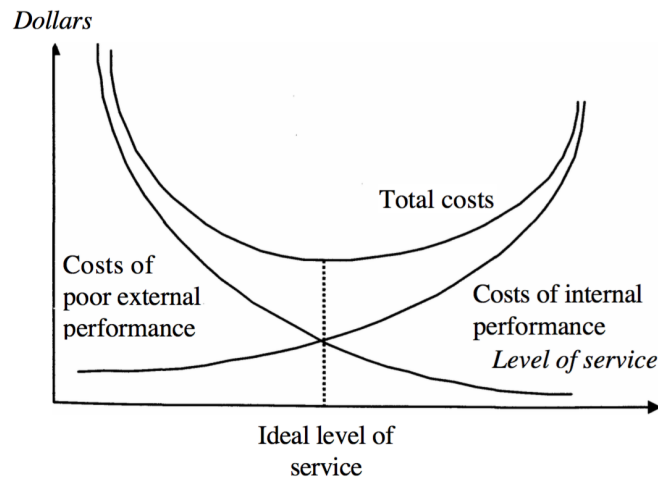 Dollars
Total costs
Costs of
poor external
performance
Costs of internal
performance
Level of service
Ideal level of
service